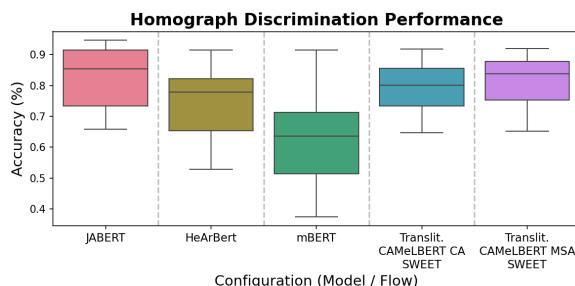 Homograph Discrimination Performance
Accuracy (%)
0.9
0.8
0.7
0.6
0.5
0.4
JABERT
HeArBert
mBERT
Translit.
CAMeLBERT CA
SWEET
Translit.
CAMeLBERT MSA
SWEET
Configuration (Model / Flow)